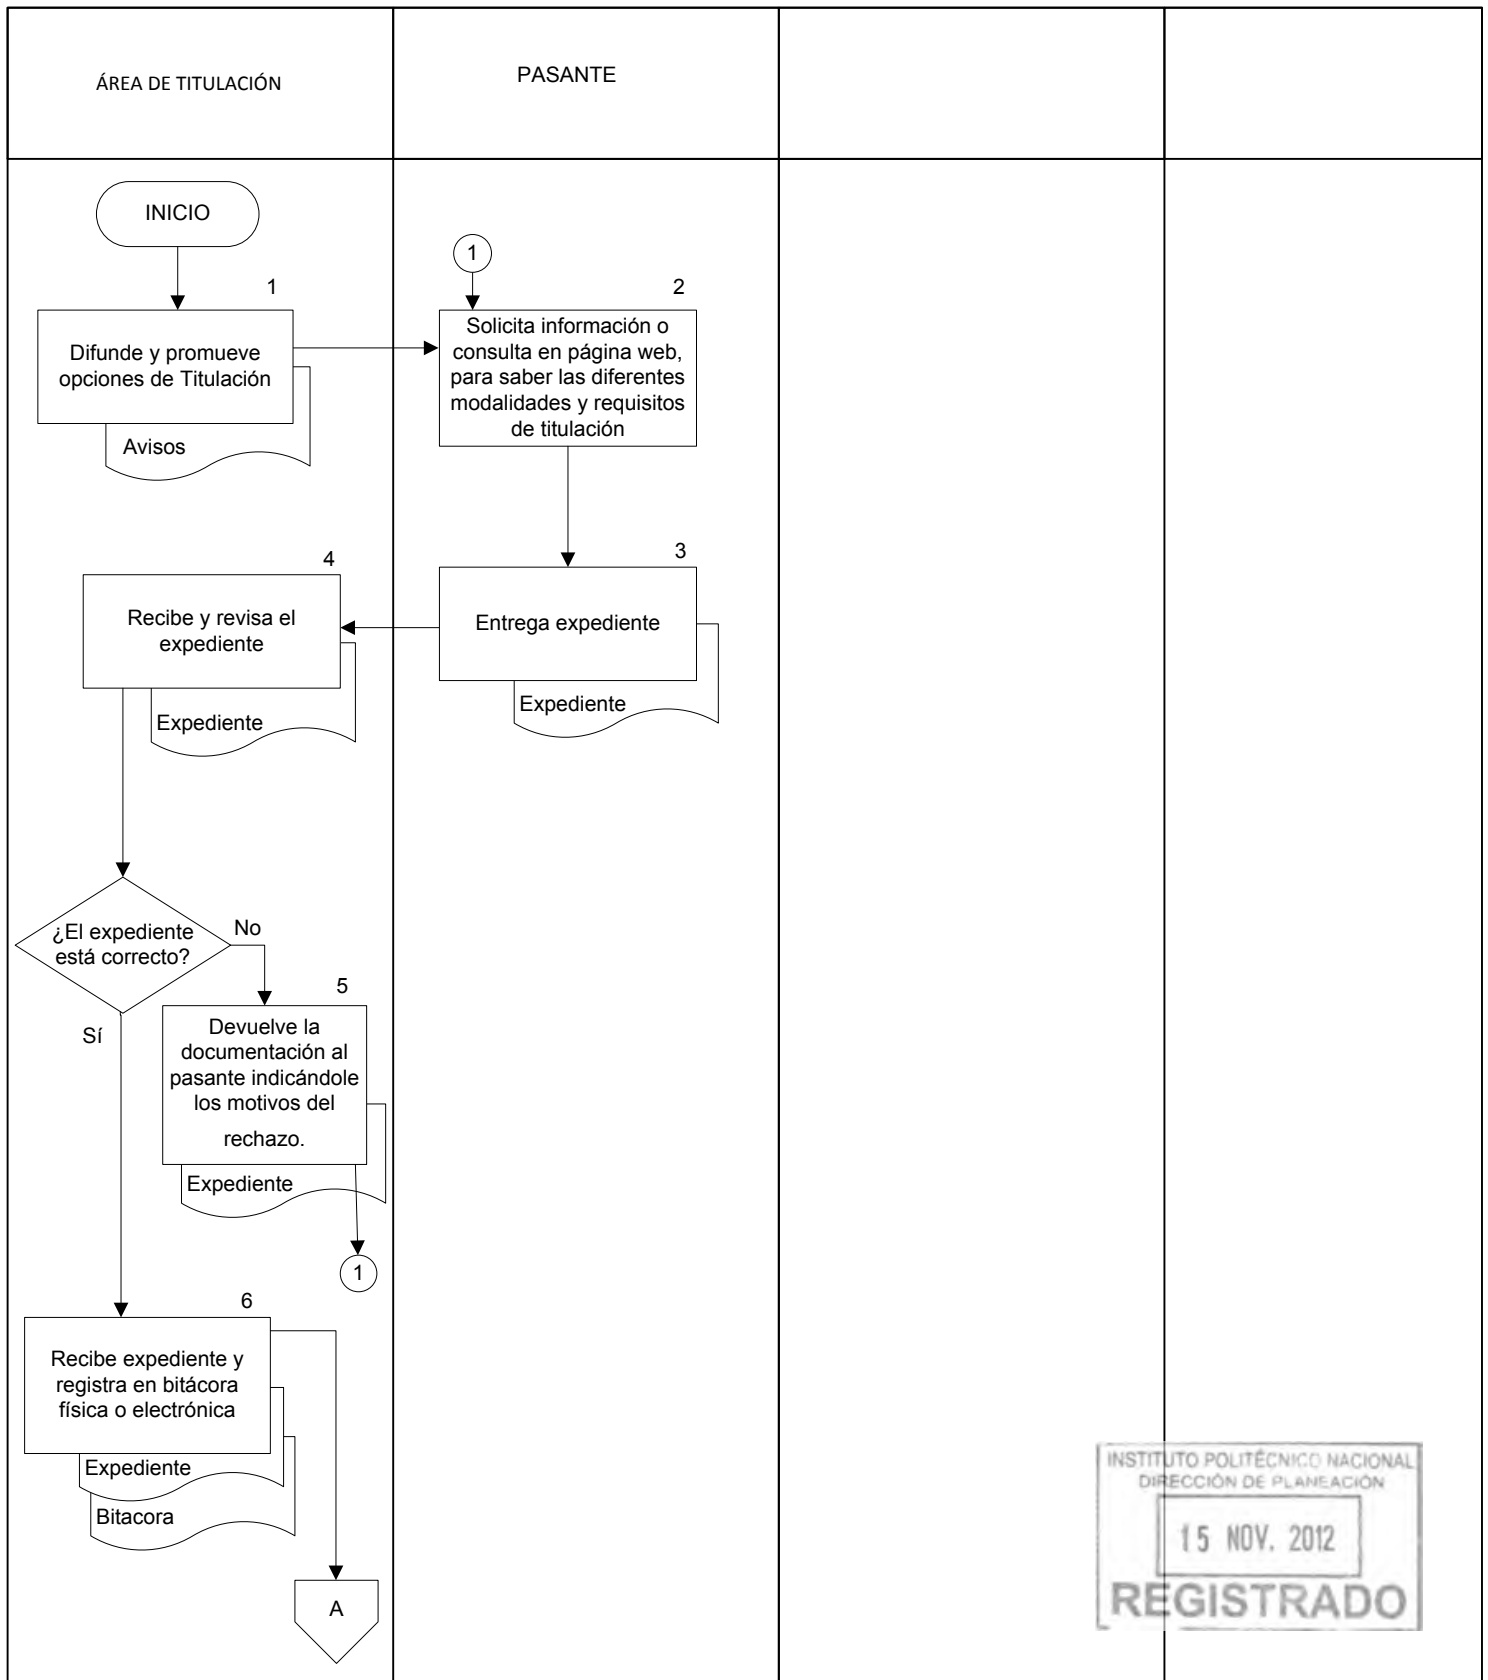 ÁREA DE TITULACIÓN
PASANTE
INICIO
1
1
Difunde y promueve
opciones de Titulación
Avisos
2
Solicita información o
consulta en página web,
para saber las diferentes
modalidades y requisitos
de titulación
3
Entrega expediente
Expediente
4
Recibe y revisa el
expediente
Expediente
¿El expediente
está correcto?
No
Sí
5
Devuelve la
documentación al
pasante indicándole
los motivos del
rechazo.
Expediente
1
6
Recibe expediente y
registra en bitácora
física o electrónica
Expediente
Bitacora
A
INSTITUTO POLITÉCNICO NACIONAL
DIRECCIÓN DE PLANEACIÓN
15 NOV. 2012
REGISTRADO